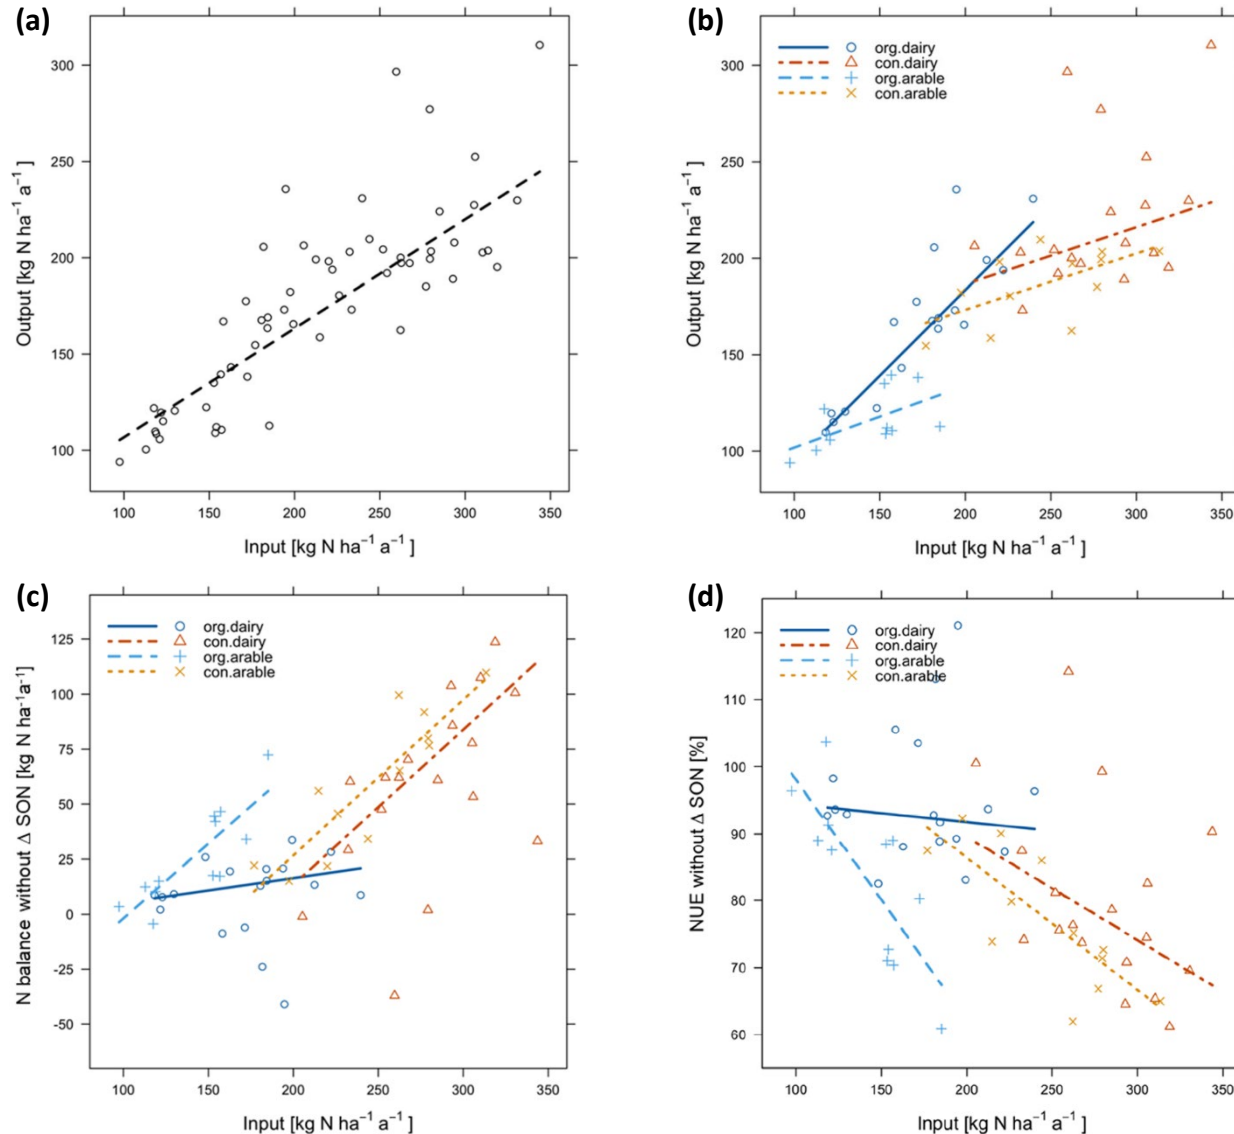 (a)
300
250
200
150
100
Output [kg N ha⁻¹ a⁻¹ ]
100 150 200 250 300 350
Input [kg N ha⁻¹ a⁻¹ ]
(b)
org.dairy
con.dairy
org.arable
con.arable
300
250
200
150
100
Output [kg N ha⁻¹ a⁻¹ ]
100 150 200 250 300 350
Input [kg N ha⁻¹ a⁻¹ ]
(c)
org.dairy
con.dairy
org.arable
con.arable
125
100
75
50
25
0
-25
-50
N balance without Δ SON [kg N ha⁻¹a⁻¹]
100 150 200 250 300 350
Input [kg N ha⁻¹ a⁻¹ ]
(d)
org.dairy
con.dairy
org.arable
con.arable
120
110
100
90
80
70
60
NUE without Δ SON [%]
100 150 200 250 300 350
Input [kg N ha⁻¹ a⁻¹ ]